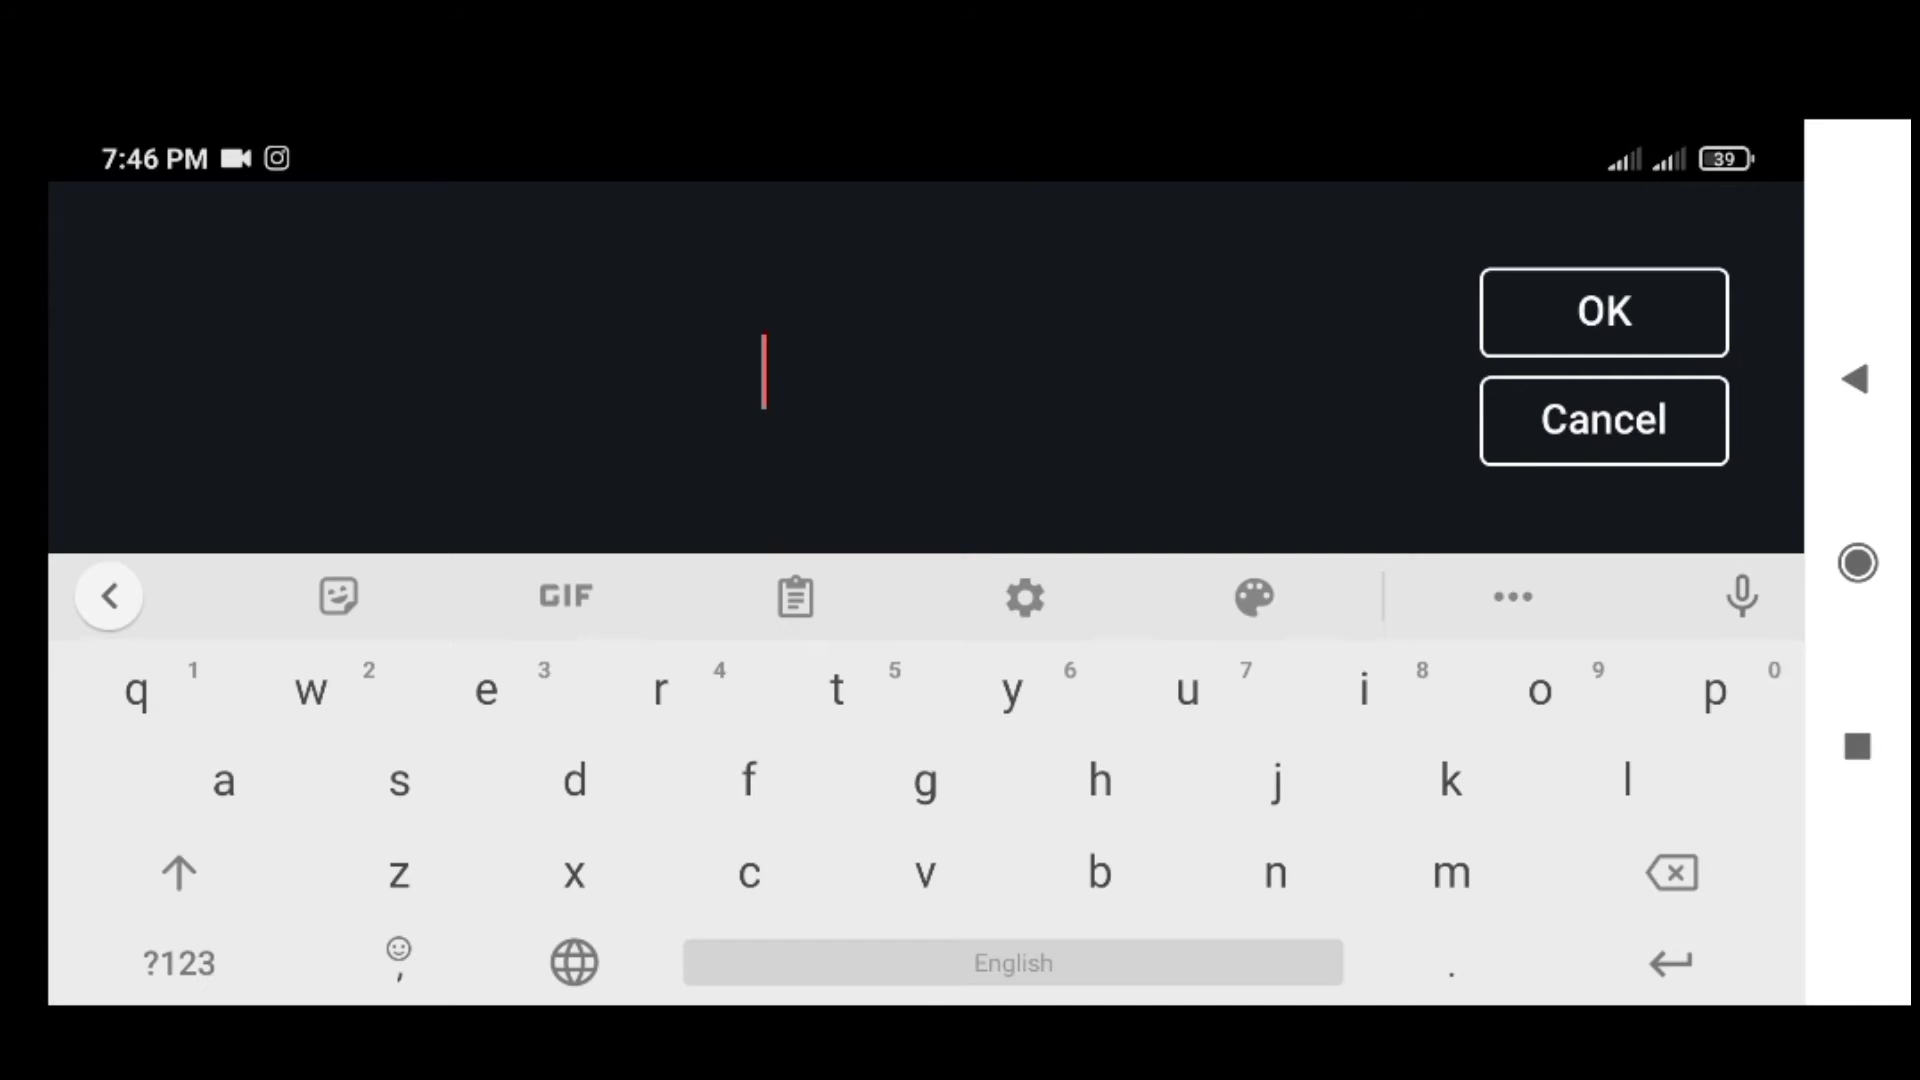 7:46 PM
39
OK
Cancel
GIF
q 1 w 2 e 3 r 4 t 5 y 6 u 7 i 8 o 9 p 0
a s d f g h j k l
z x c v b n m
?123 , English .